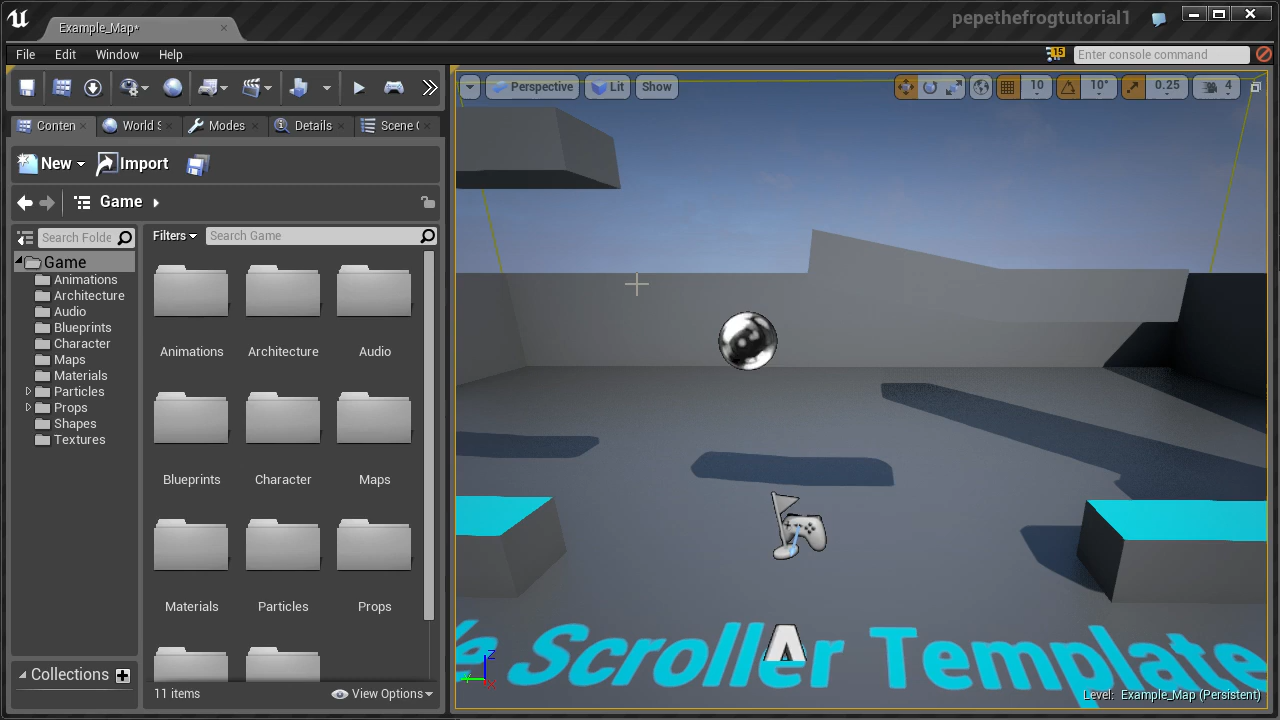 Example_Map*
pepethefrogtutorial1
File Edit Window Help
15
Enter console command
Conten
World S
Modes
Details
Scene
New
Import
Game
Search Folde
Filters
Search Game
Game
Animations
Architecture
Audio
Blueprints
Character
Maps
Materials
Particles
Props
Shapes
Textures
Animations Architecture Audio
Blueprints Character Maps
Materials Particles Props
Collections
11 items
View Options
Perspective Lit Show
10 10° 0.25 4
Scroller Template
Z
Y
X
Level: Example_Map (Persistent)